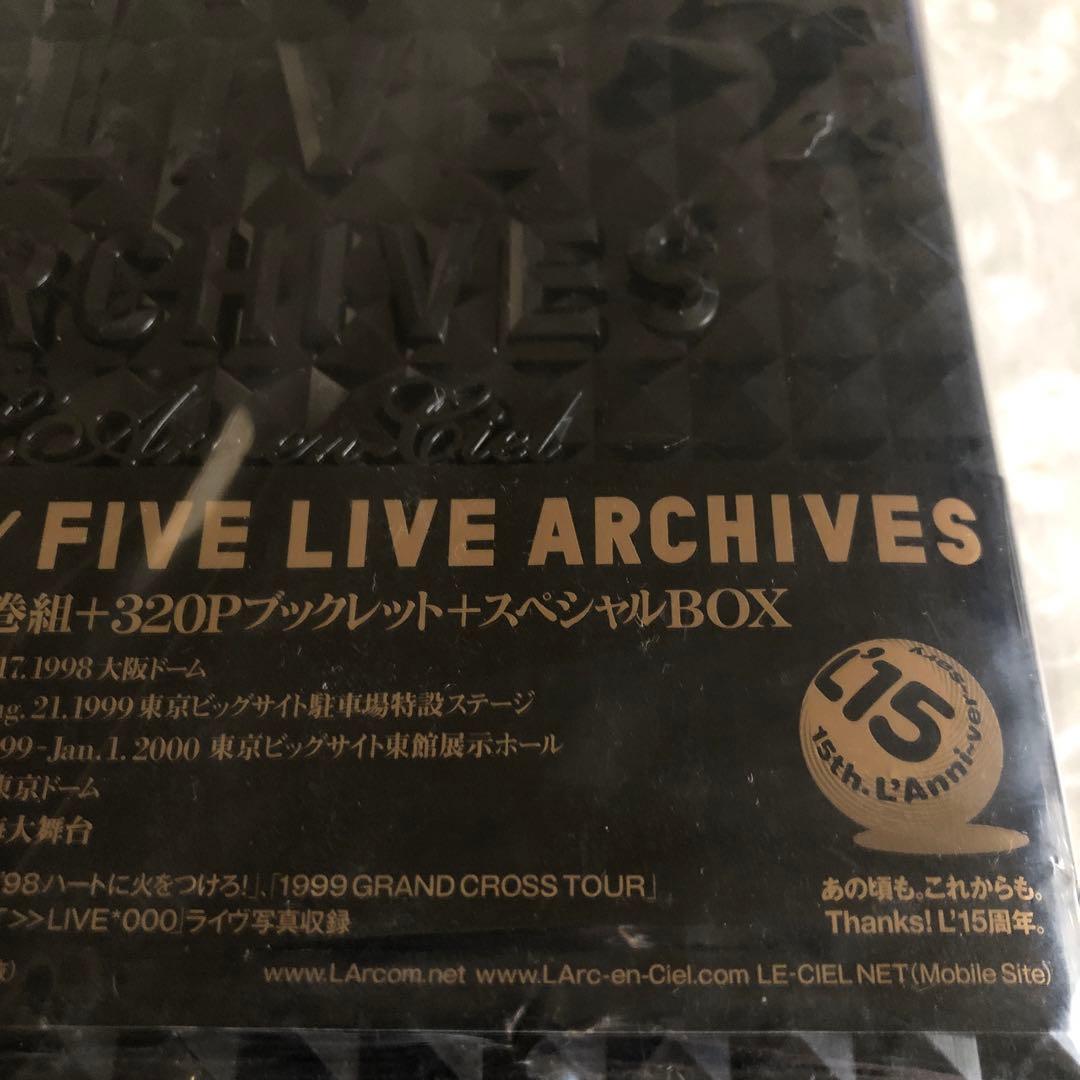 LIVE
RCHIVES
L'Arc en Ciel
/ FIVE LIVE ARCHIVES
巻組+320Pブックレット+スペシャルBOX
17.1998 大阪ドーム
ug. 21.1999 東京ビッグサイト駐車場特設ステージ
99 - Jan. 1. 2000 東京ビッグサイト東館展示ホール
東京ドーム
大舞台
'98ハートに火をつけろ!」、「1999 GRAND CROSS TOUR」
T>>LIVE*000」ライヴ写真収録
L'15
15th. L'Anni-ver
あの頃も。これからも。
Thanks! L'15周年。
www.LArcom.net www.LArc-en-Ciel.com LE-CIEL NET(Mobile Site)